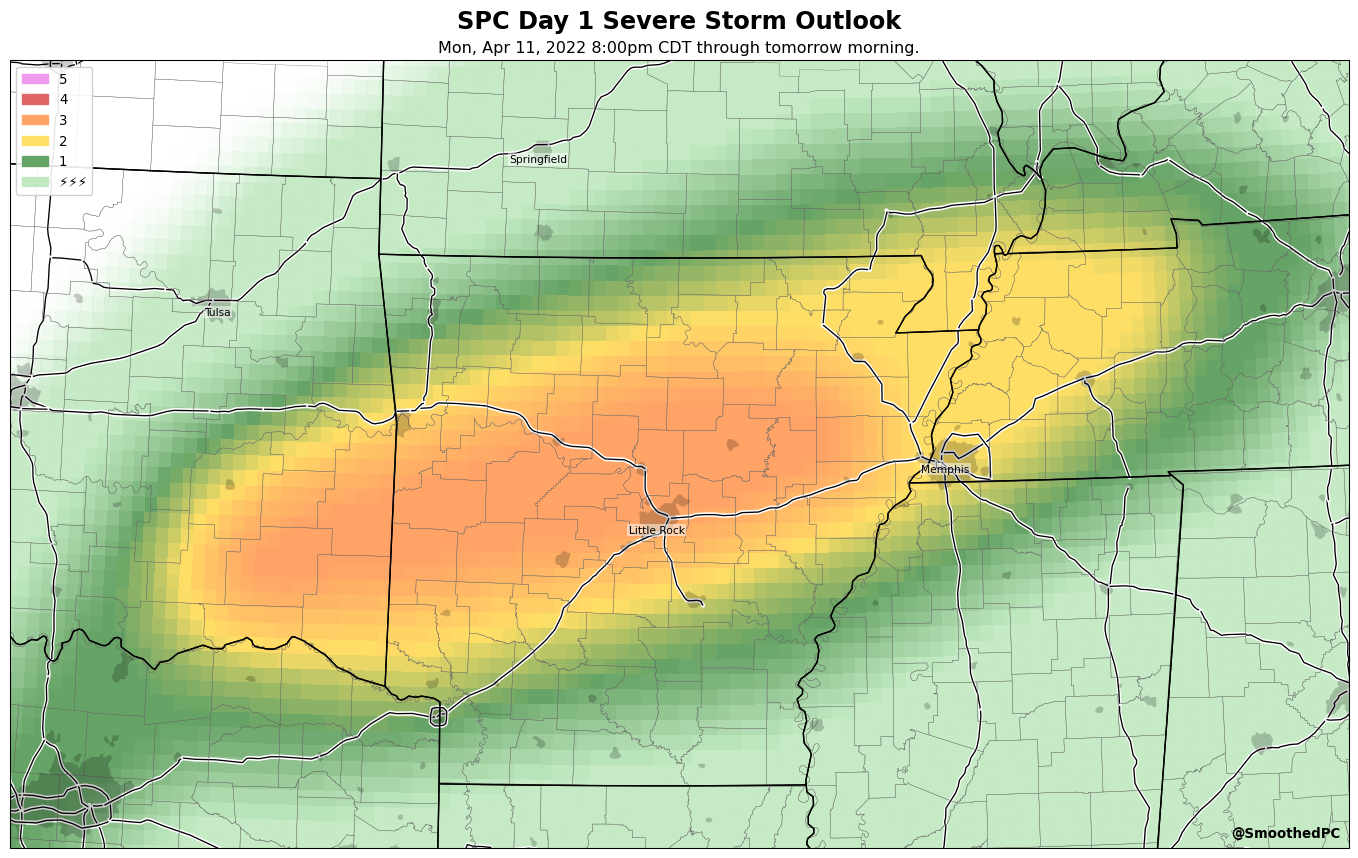 SPC Day 1 Severe Storm Outlook
Mon, Apr 11, 2022 8:00pm CDT through tomorrow morning.
5
4
3
2
1
⚡⚡⚡
Springfield
Tulsa
Memphis
Little Rock
@SmoothedPC